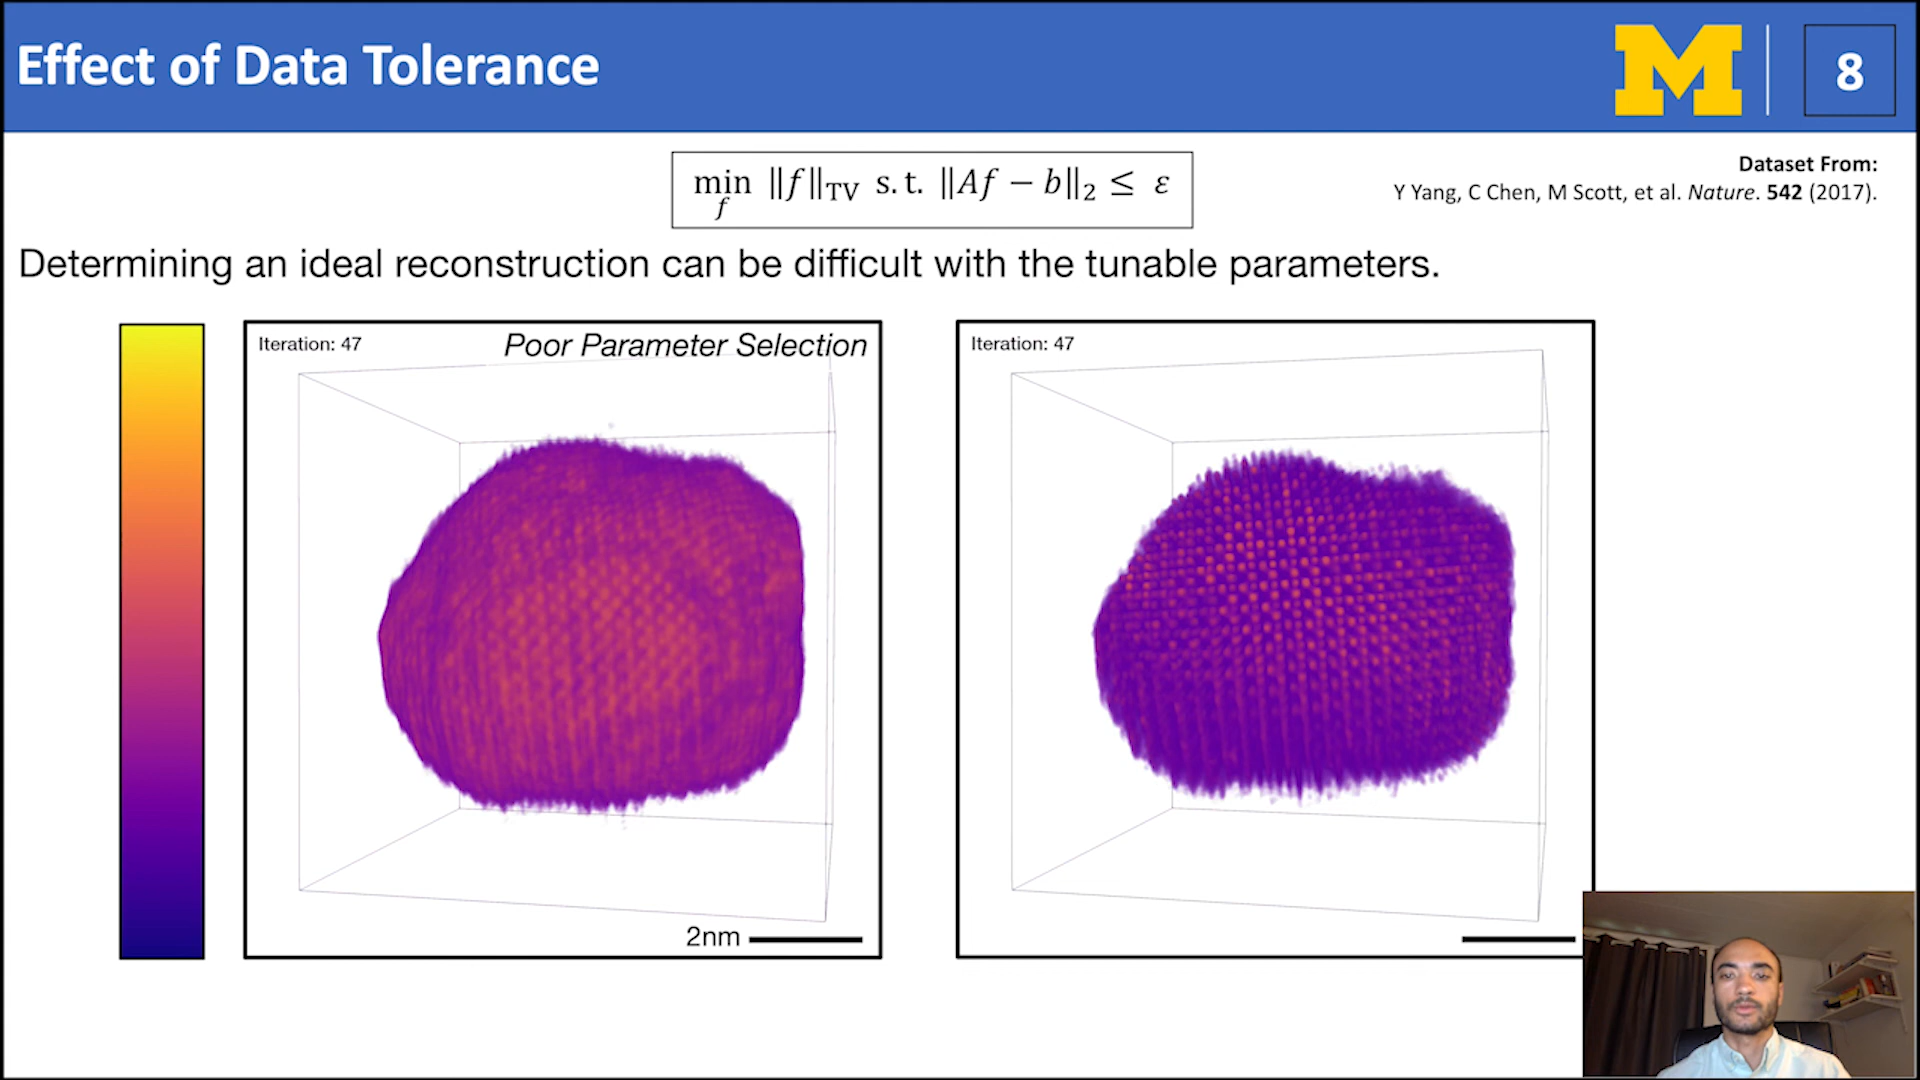 Effect of Data Tolerance
M
8
min f ‖f‖TV s.t. ‖Af − b‖2 ≤ ε
Dataset From:
Y Yang, C Chen, M Scott, et al. Nature. 542 (2017).
Determining an ideal reconstruction can be difficult with the tunable parameters.
Iteration: 47
Poor Parameter Selection
2nm
Iteration: 47